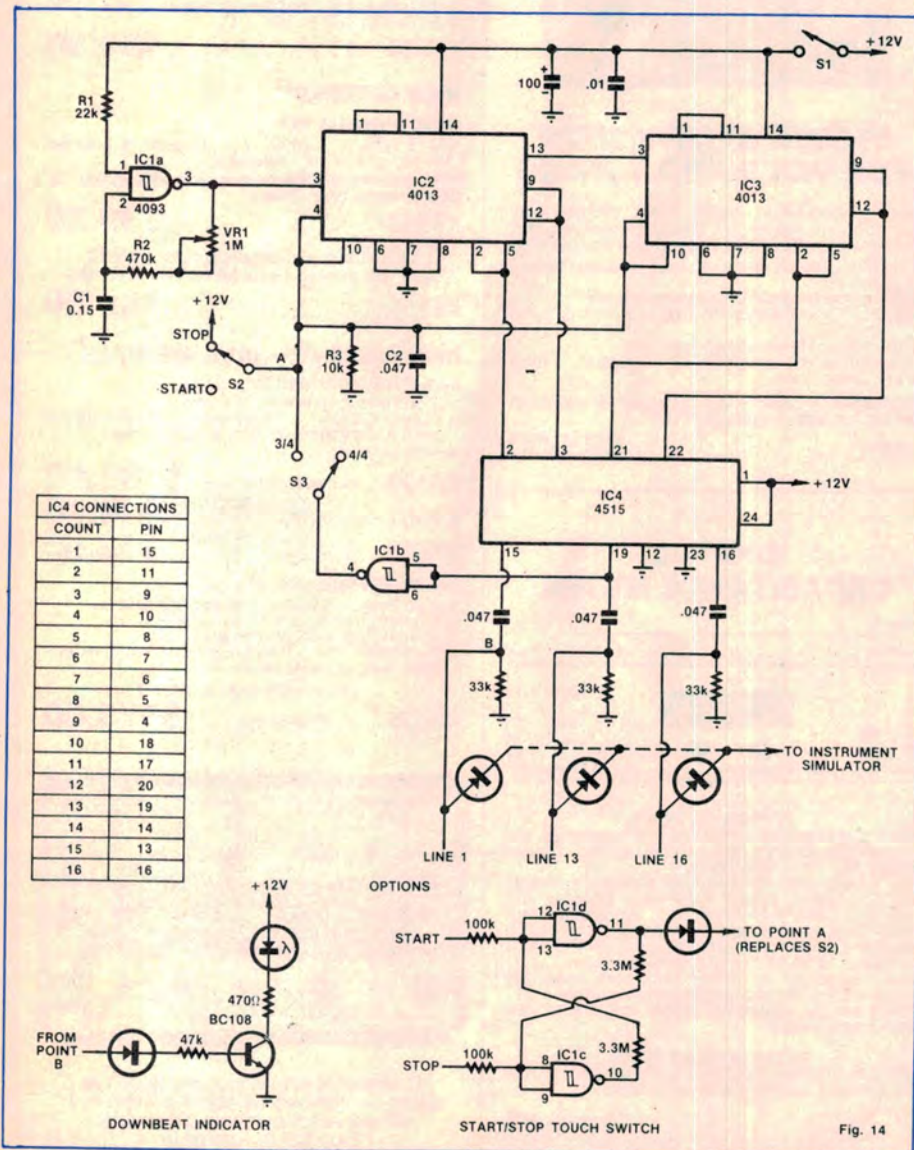 +12V
S1
R1
22k
100
+
-
.01
1 11 14
1 11 14
IC1a
1
2
3
4093
3
4
IC2
4013
13
9
12
3
4
IC3
4013
9
12
VR1
1M
R2
470k
10 6 7 8 2 5
10 6 7 8 2 5
C1
0.15
+12V
STOP
A
S2
START
R3
10k
C2
.047
3/4
4/4
S3
2 3 21 22
IC4
4515
1
24
+12V
15 19 12 23 16
IC1b
4
5
6
IC4 CONNECTIONS
COUNT PIN
1 15
2 11
3 9
4 10
5 8
6 7
7 6
8 5
9 4
10 18
11 17
12 20
13 19
14 14
15 13
16 16
.047
.047
.047
B
33k
33k
33k
TO INSTRUMENT
SIMULATOR
LINE 1
LINE 13
LINE 16
OPTIONS
+12V
λ
470Ω
BC108
FROM
POINT
B
47k
DOWNBEAT INDICATOR
START
100k
12
13
IC1d
11
TO POINT A
(REPLACES S2)
3.3M
3.3M
STOP
100k
8
9
IC1c
10
START/STOP TOUCH SWITCH
Fig. 14